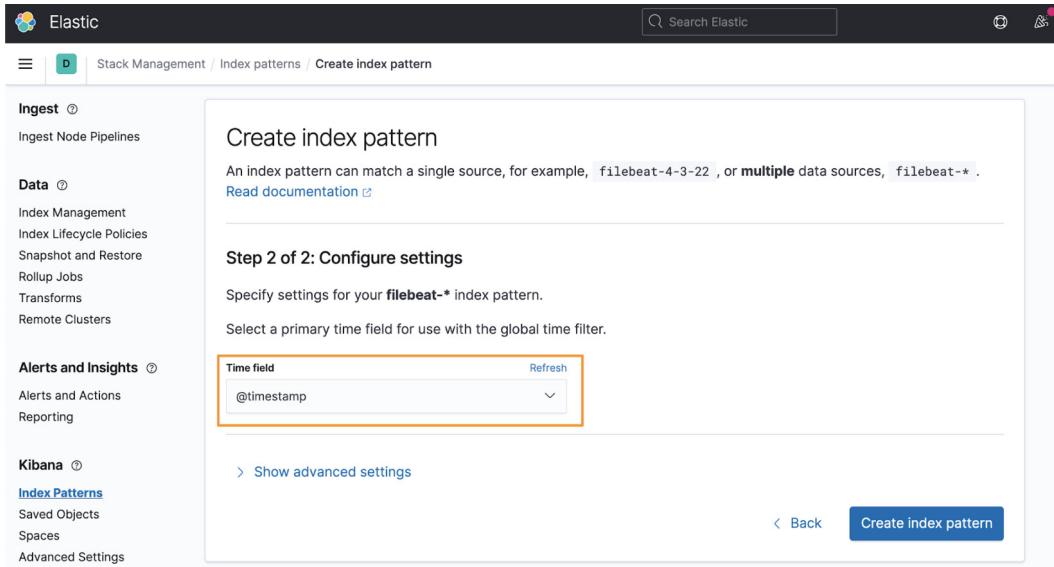 Elastic
Search Elastic
D
Stack Management / Index patterns / Create index pattern
Ingest
Ingest Node Pipelines
Data
Index Management
Index Lifecycle Policies
Snapshot and Restore
Rollup Jobs
Transforms
Remote Clusters
Alerts and Insights
Alerts and Actions
Reporting
Kibana
Index Patterns
Saved Objects
Spaces
Advanced Settings
Create index pattern
An index pattern can match a single source, for example, filebeat-4-3-22 , or multiple data sources, filebeat-* .
Read documentation
Step 2 of 2: Configure settings
Specify settings for your filebeat-* index pattern.
Select a primary time field for use with the global time filter.
Time field Refresh
@timestamp
Show advanced settings
Back Create index pattern